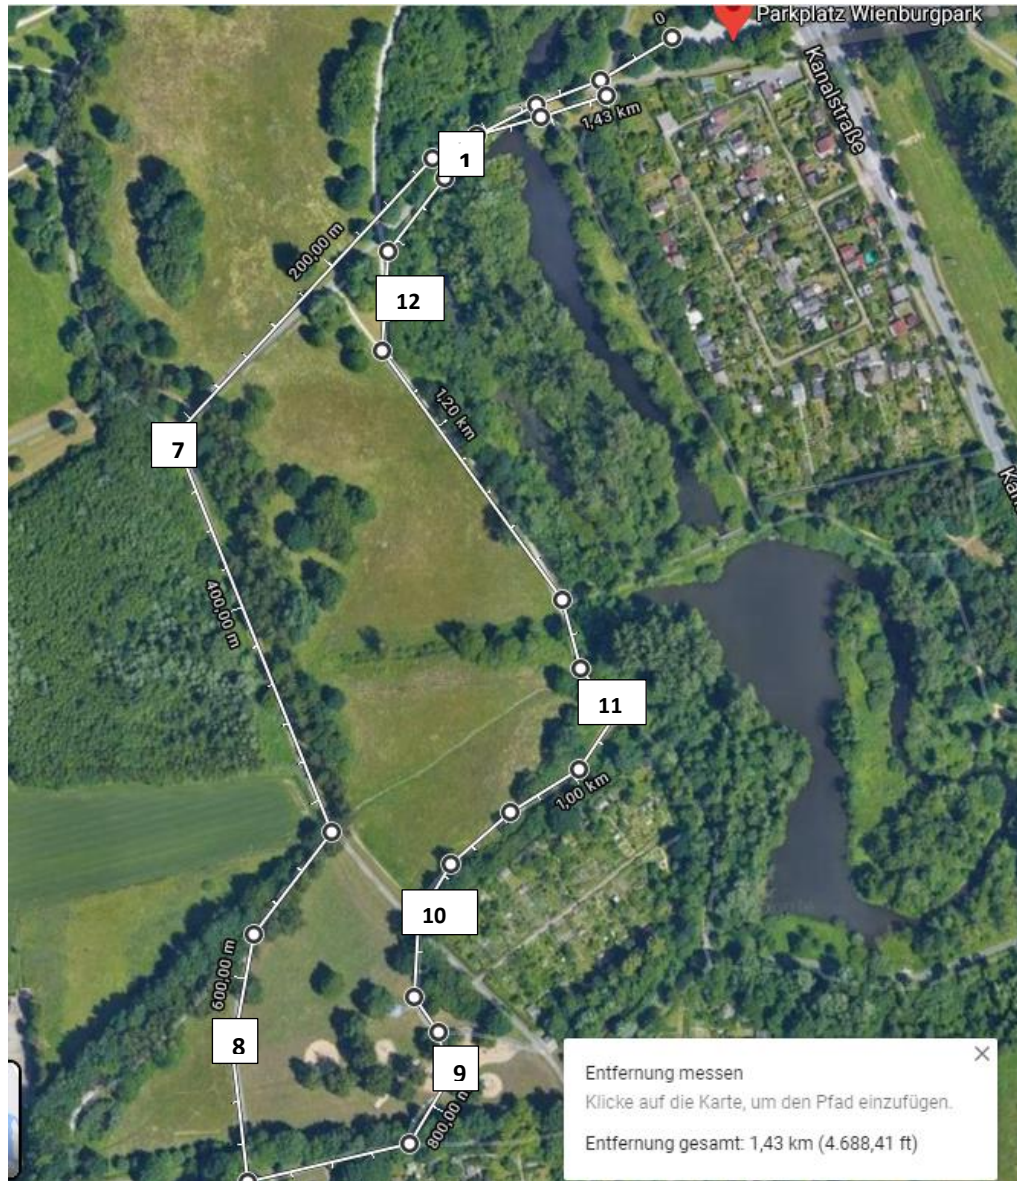 0
Parkplatz Wienburgpark
Kanalstraße
1,43 km
1
200,00 m
12
1,20 km
7
400,00 m
11
1,00 km
10
600,00 m
8
9
800,00 m
Entfernung messen
Klicke auf die Karte, um den Pfad einzufügen.
Entfernung gesamt: 1,43 km (4.688,41 ft)